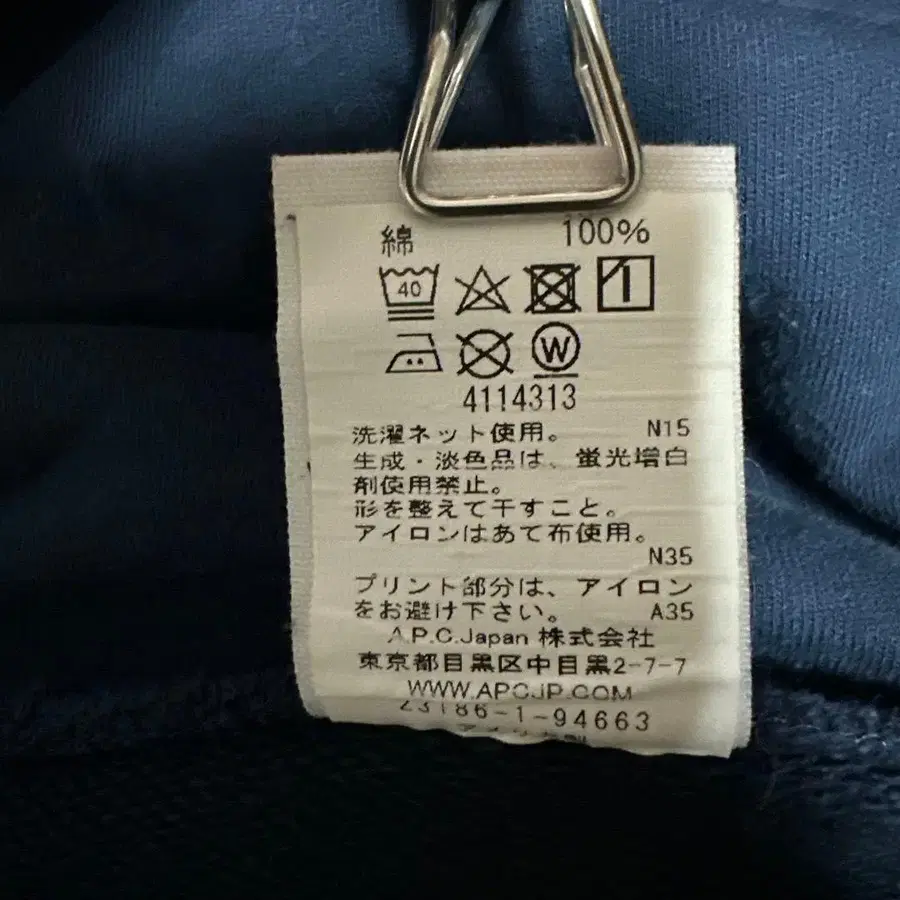 綿 100%
40
W
4114313
洗濯ネット使用。 N15
生成・淡色品は、蛍光増白
剤使用禁止。
形を整えて干すこと。
アイロンはあて布使用。
N35
プリント部分は、アイロン
をお避け下さい。 A35
A.P.C.Japan 株式会社
東京都目黒区中目黒2-7-7
WWW.APCJP.COM
23186-1-94663